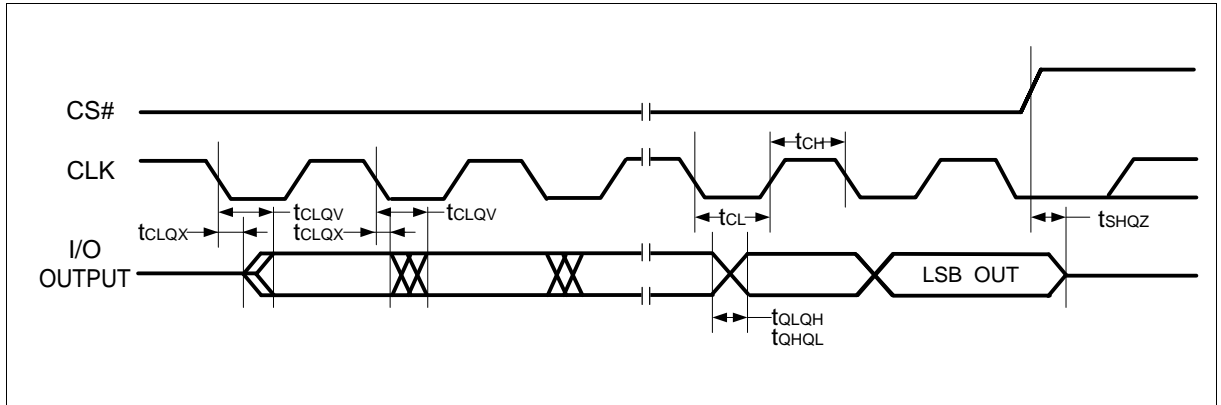 CS#
CLK
tCH
tCLQV
tCLQV
tCLQX
tCLQX
tCL
tSHQZ
I/O
OUTPUT
LSB OUT
tQLQH
tQHQL